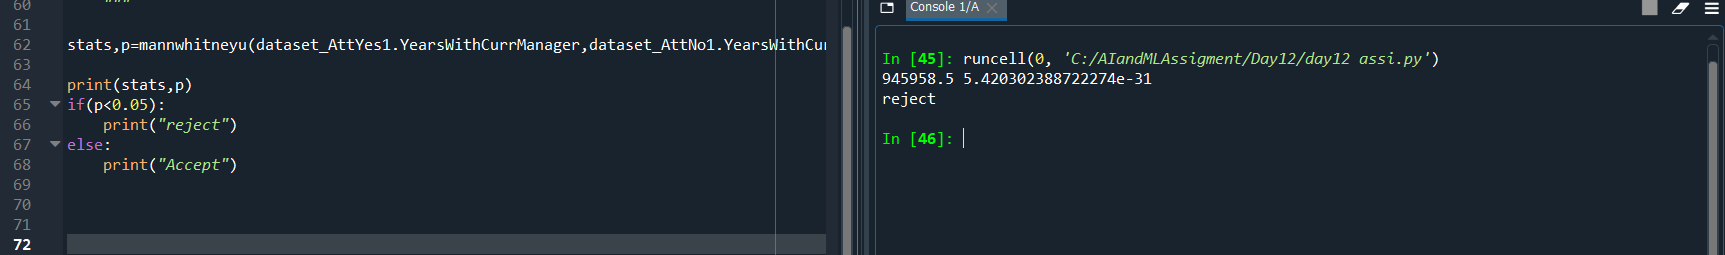 60 ###
61
62 stats,p=mannwhitneyu(dataset_AttYes1.YearsWithCurrManager,dataset_AttNo1.YearsWithCur
63
64 print(stats,p)
65 if(p<0.05):
66 print("reject")
67 else:
68 print("Accept")
69
70
71
72
Console 1/A
In [45]: runcell(0, 'C:/AIandMLAssigment/Day12/day12 assi.py')
945958.5 5.420302388722274e-31
reject
In [46]: